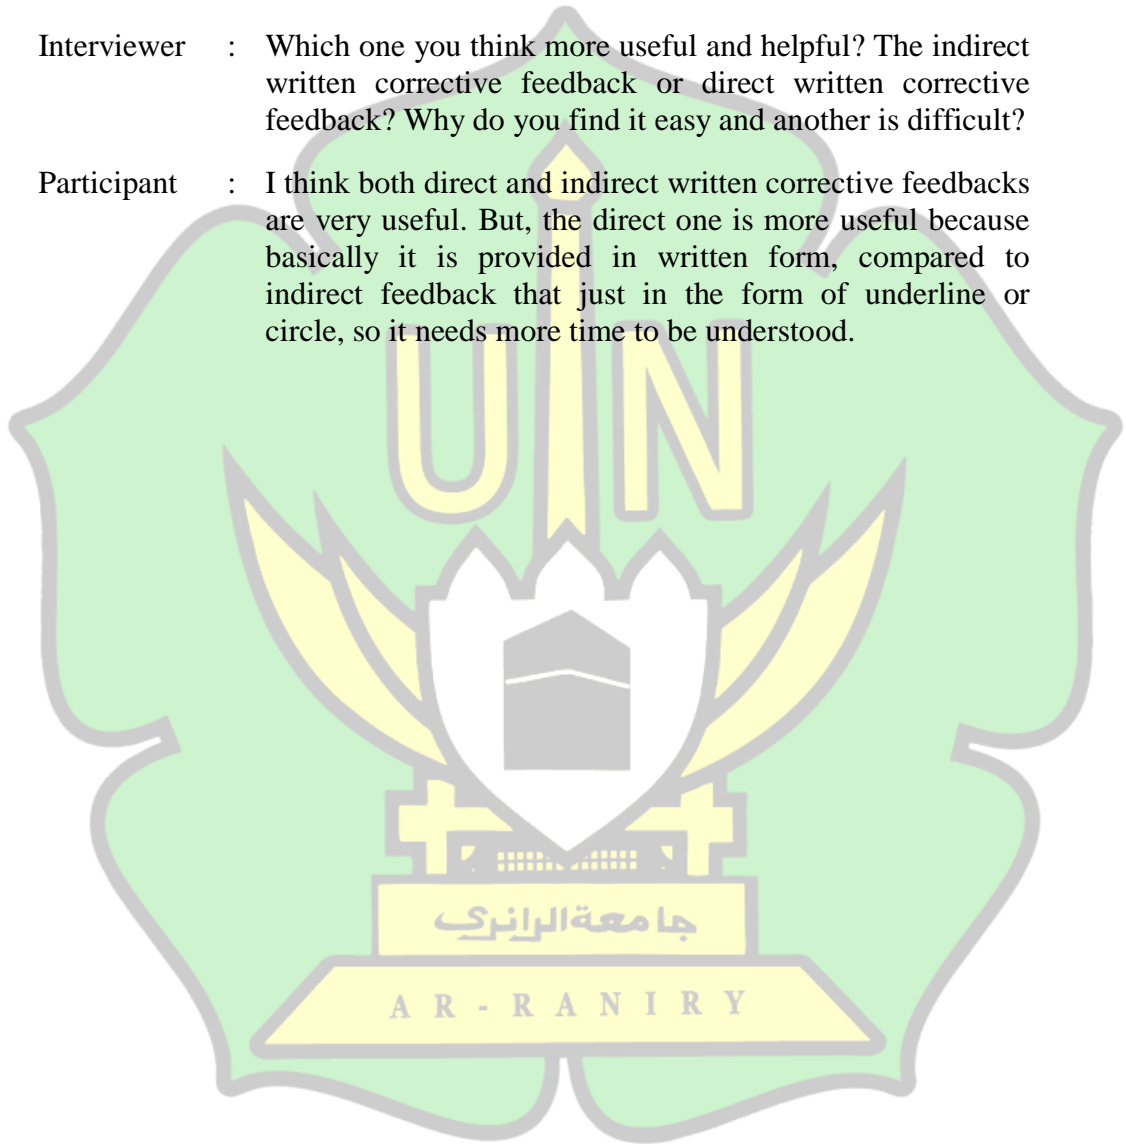 Interviewer : Which one you think more useful and helpful? The indirect
written corrective feedback or direct written corrective
feedback? Why do you find it easy and another is difficult?
Participant : I think both direct and indirect written corrective feedbacks
are very useful. But, the direct one is more useful because
basically it is provided in written form, compared to
indirect feedback that just in the form of underline or
circle, so it needs more time to be understood.
UIN
جامعة الرانري
AR-RANIRY